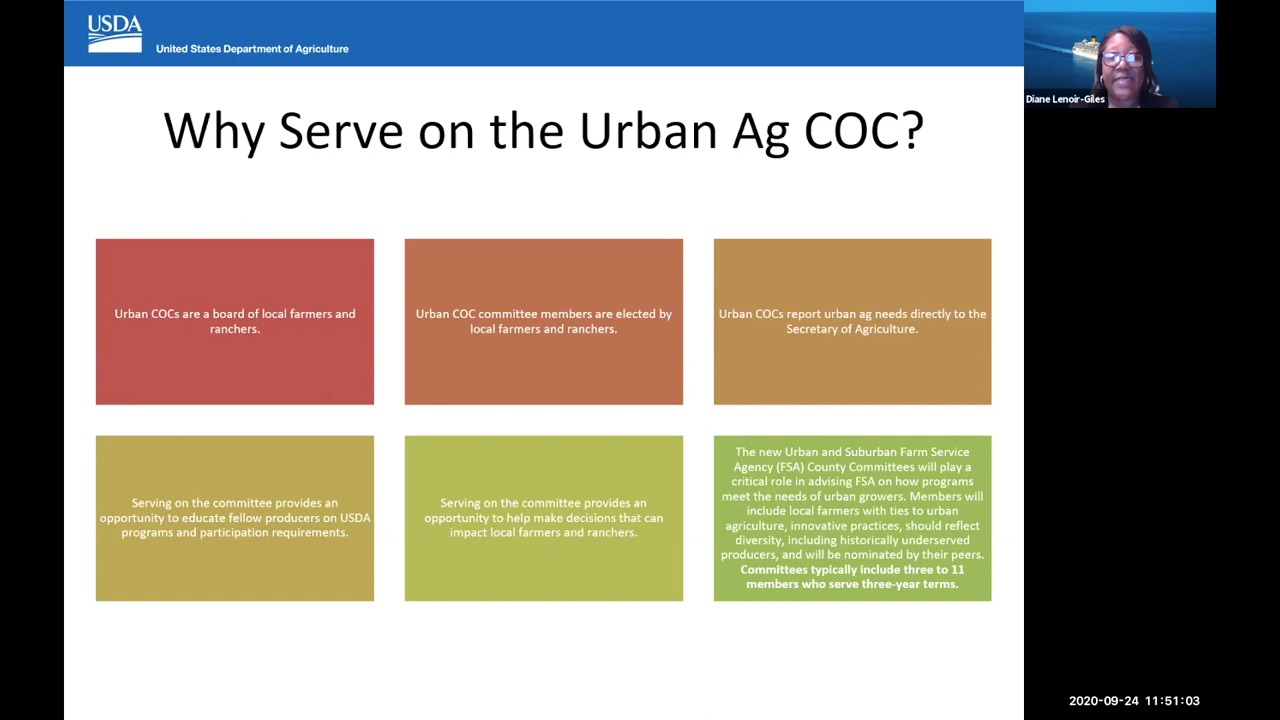 USDA
United States Department of Agriculture
Diane Lenoir-Giles
Why Serve on the Urban Ag COC?
Urban COCs are a board of local farmers and
ranchers.
Urban COC committee members are elected by
local farmers and ranchers.
Urban COCs report urban ag needs directly to the
Secretary of Agriculture.
Serving on the committee provides an
opportunity to educate fellow producers on USDA
programs and participation requirements.
Serving on the committee provides an
opportunity to help make decisions that can
impact local farmers and ranchers.
The new Urban and Suburban Farm Service
Agency (FSA) County Committees will play a
critical role in advising FSA on how programs
meet the needs of urban growers. Members will
include local farmers with ties to urban
agriculture, innovative practices, should reflect
diversity, including historically underserved
producers, and will be nominated by their peers.
Committees typically include three to 11
members who serve three-year terms.
2020-09-24 11:51:03